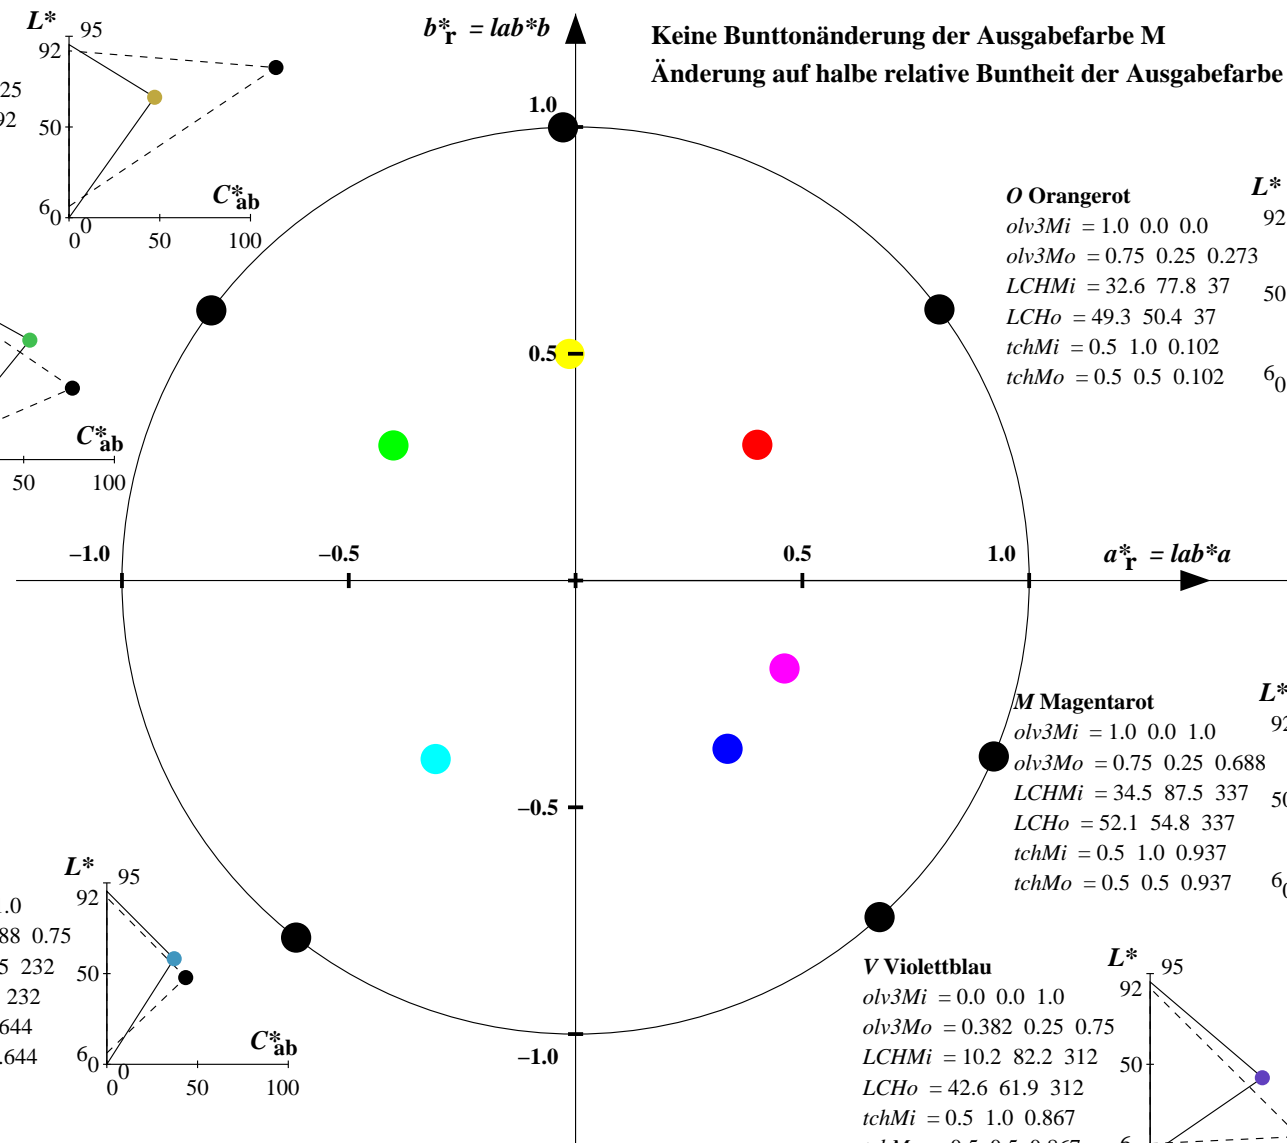 Keine Bunttonänderung der Ausgabefarbe M
Änderung auf halbe relative Buntheit der Ausgabefarbe
b*r = lab*b
1.0
0.5
−0.5
−1.0
−1.0
−0.5
0.5
1.0
a*r = lab*a
L*
95
92
50
6
0
0
0
50
100
C*ab
25
92
C*ab
50
100
O Orangerot
olv3Mi = 1.0 0.0 0.0
olv3Mo = 0.75 0.25 0.273
LCHMi = 32.6 77.8 37
LCHo = 49.3 50.4 37
tchMi = 0.5 1.0 0.102
tchMo = 0.5 0.5 0.102
L*
92
50
6
0
M Magentarot
olv3Mi = 1.0 0.0 1.0
olv3Mo = 0.75 0.25 0.688
LCHMi = 34.5 87.5 337
LCHo = 52.1 54.8 337
tchMi = 0.5 1.0 0.937
tchMo = 0.5 0.5 0.937
L*
92
50
6
.0
88 0.75
5 232
232
644
.644
L*
95
92
50
6
0
0
0
50
100
C*ab
V Violettblau
olv3Mi = 0.0 0.0 1.0
olv3Mo = 0.382 0.25 0.75
LCHMi = 10.2 82.2 312
LCHo = 42.6 61.9 312
tchMi = 0.5 1.0 0.867
L*
95
92
50